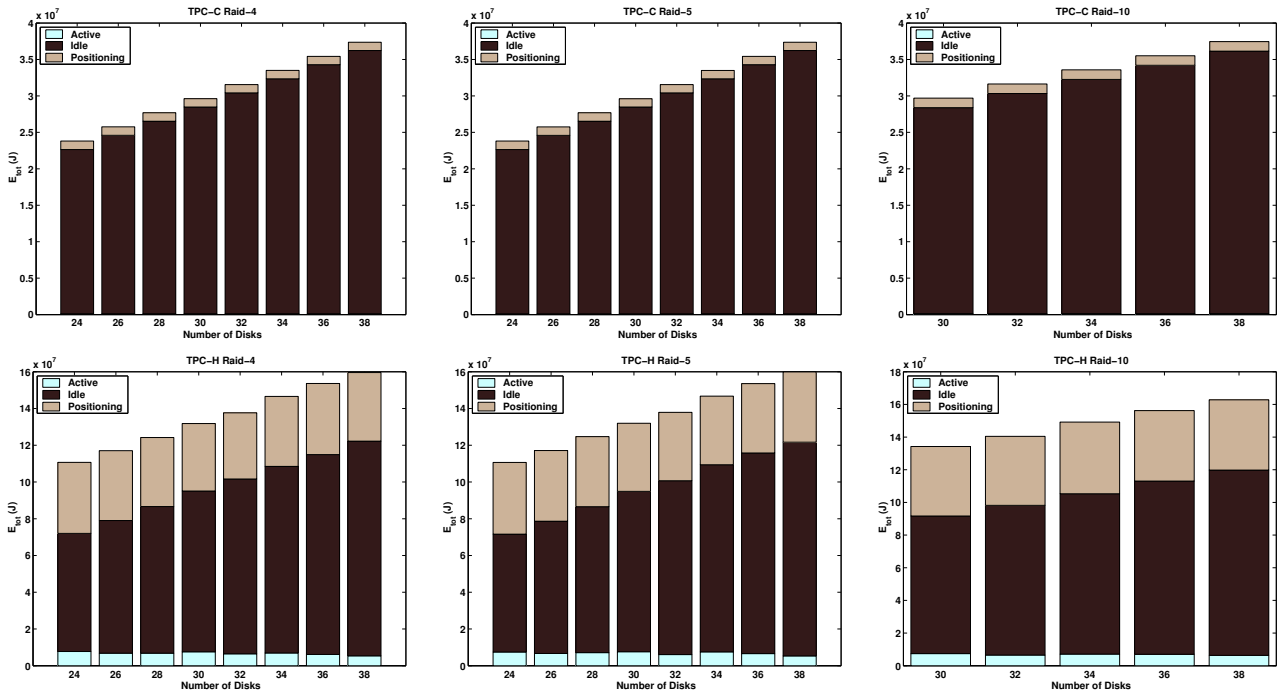 TPC−C Raid−4
x 10^7
4
3.5
3
2.5
2
1.5
1
0.5
0
E_tot (J)
Active
Idle
Positioning
24 26 28 30 32 34 36 38
Number of Disks
TPC−C Raid−5
x 10^7
4
3.5
3
2.5
2
1.5
1
0.5
0
E_tot (J)
Active
Idle
Positioning
24 26 28 30 32 34 36 38
Number of Disks
TPC−C Raid−10
x 10^7
4
3.5
3
2.5
2
1.5
1
0.5
0
E_tot (J)
Active
Idle
Positioning
30 32 34 36 38
Number of Disks
TPC−H Raid−4
x 10^7
16
14
12
10
8
6
4
2
0
E_tot (J)
Active
Idle
Positioning
24 26 28 30 32 34 36 38
Number of Disks
TPC−H Raid−5
x 10^7
16
14
12
10
8
6
4
2
0
E_tot (J)
Active
Idle
Positioning
24 26 28 30 32 34 36 38
Number of Disks
TPC−H Raid−10
x 10^7
18
16
14
12
10
8
6
4
2
0
E_tot (J)
Active
Idle
Positioning
30 32 34 36 38
Number of Disks